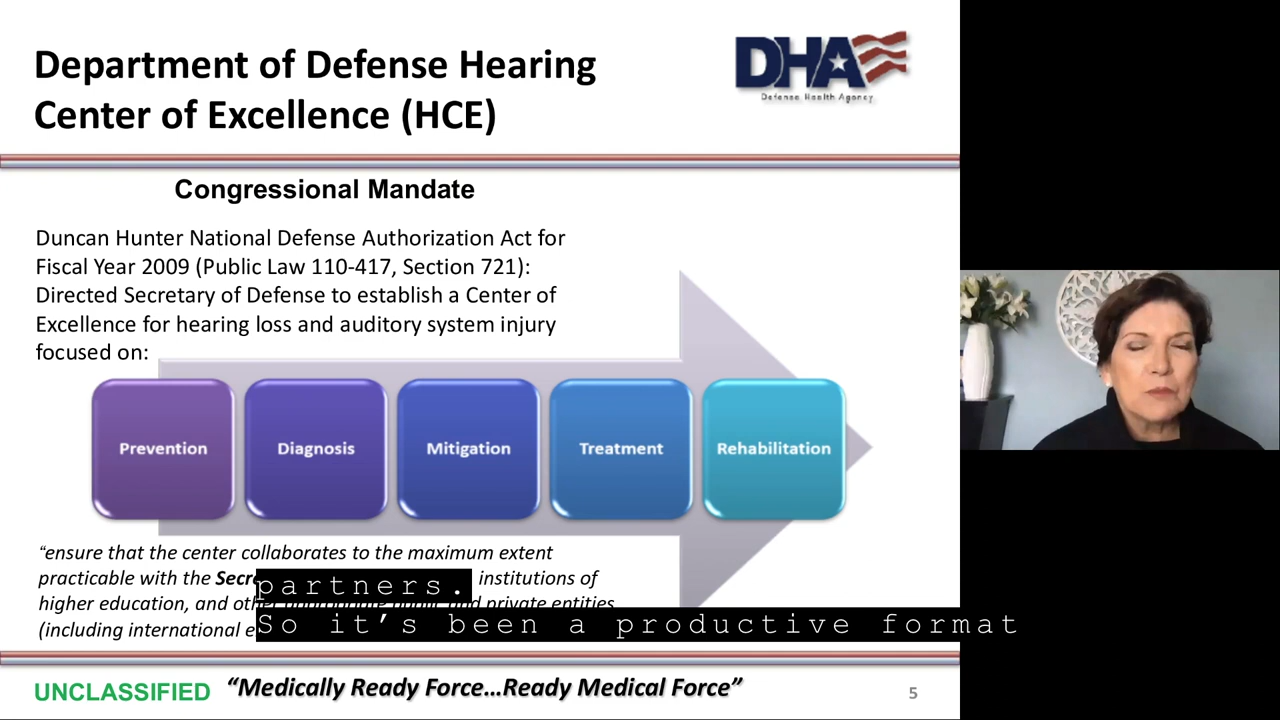 Department of Defense Hearing
Center of Excellence (HCE)
DHA
Defense Health Agency
Congressional Mandate
Duncan Hunter National Defense Authorization Act for
Fiscal Year 2009 (Public Law 110-417, Section 721):
Directed Secretary of Defense to establish a Center of
Excellence for hearing loss and auditory system injury
focused on:
Prevention
Diagnosis
Mitigation
Treatment
Rehabilitation
“ensure that the center collaborates to the maximum extent
practicable with the institutions of
higher education, and other appropriate public and private entities
(including international
partners.
So it’s been a productive format
UNCLASSIFIED
“Medically Ready Force…Ready Medical Force”
5